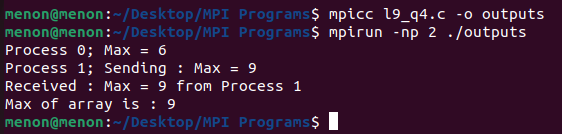 menon@menon:~/Desktop/MPI Programs$ mpicc l9_q4.c -o outputs
menon@menon:~/Desktop/MPI Programs$ mpirun -np 2 ./outputs
Process 0; Max = 6
Process 1; Sending : Max = 9
Received : Max = 9 from Process 1
Max of array is : 9
menon@menon:~/Desktop/MPI Programs$